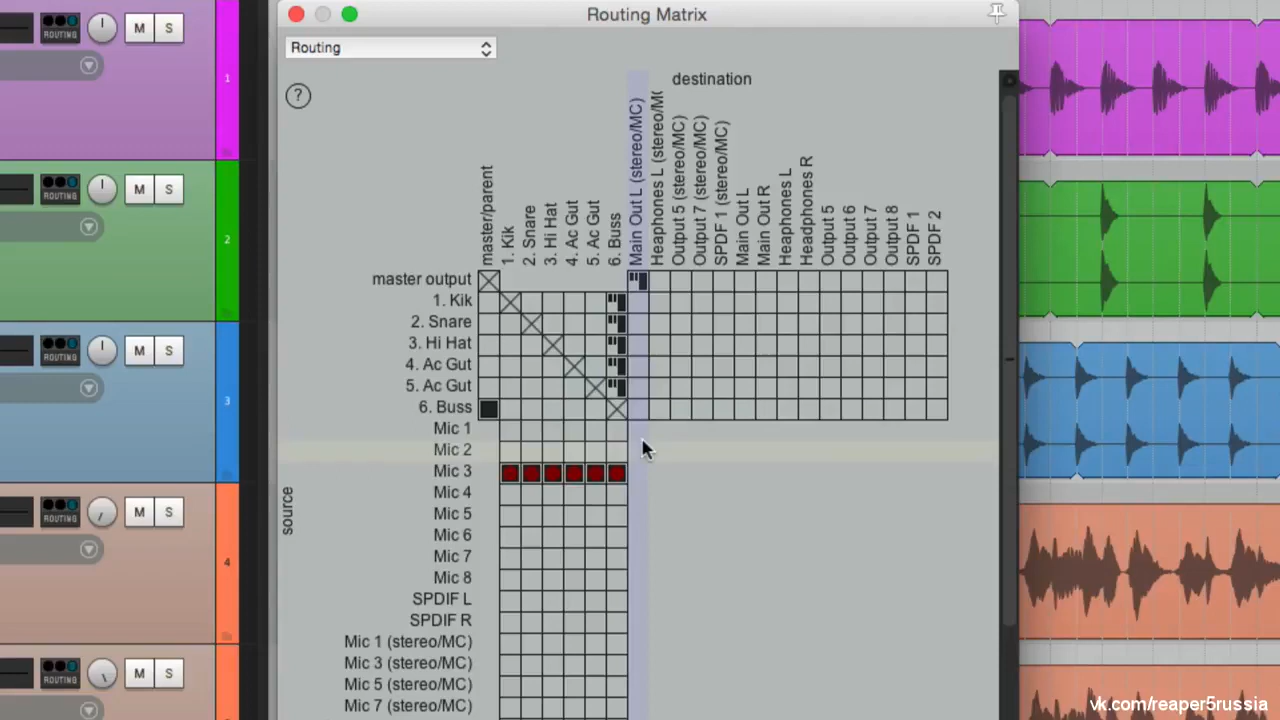 Routing Matrix
Routing
?
destination
master/parent
1. Kik
2. Snare
3. Hi Hat
4. Ac Gut
5. Ac Gut
6. Buss
Main Out L (stereo/MC)
Heaphones L (stereo/M(
Output 5 (stereo/MC)
Output 7 (stereo/MC)
SPDF 1 (stereo/MC)
Main Out L
Main Out R
Heaphones L
Headphones R
Output 5
Output 6
Output 7
Output 8
SPDF 1
SPDF 2
master output
1. Kik
2. Snare
3. Hi Hat
4. Ac Gut
5. Ac Gut
6. Buss
Mic 1
Mic 2
Mic 3
Mic 4
source
Mic 5
Mic 6
Mic 7
Mic 8
SPDIF L
SPDIF R
Mic 1 (stereo/MC)
Mic 3 (stereo/MC)
Mic 5 (stereo/MC)
Mic 7 (stereo/MC)
ROUTING M S
1
ROUTING M S
2
ROUTING M S
3
ROUTING M S
4
ROUTING M S
vk.com/reaper5russia